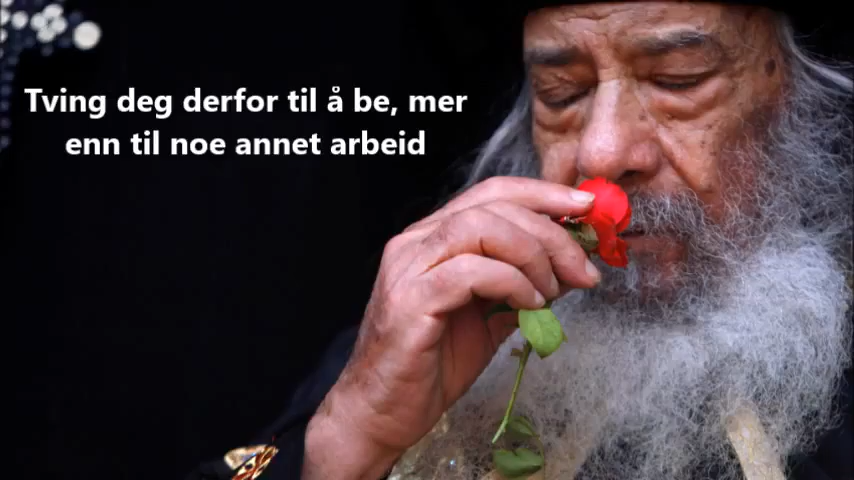 Tving deg derfor til å be, mer
enn til noe annet arbeid